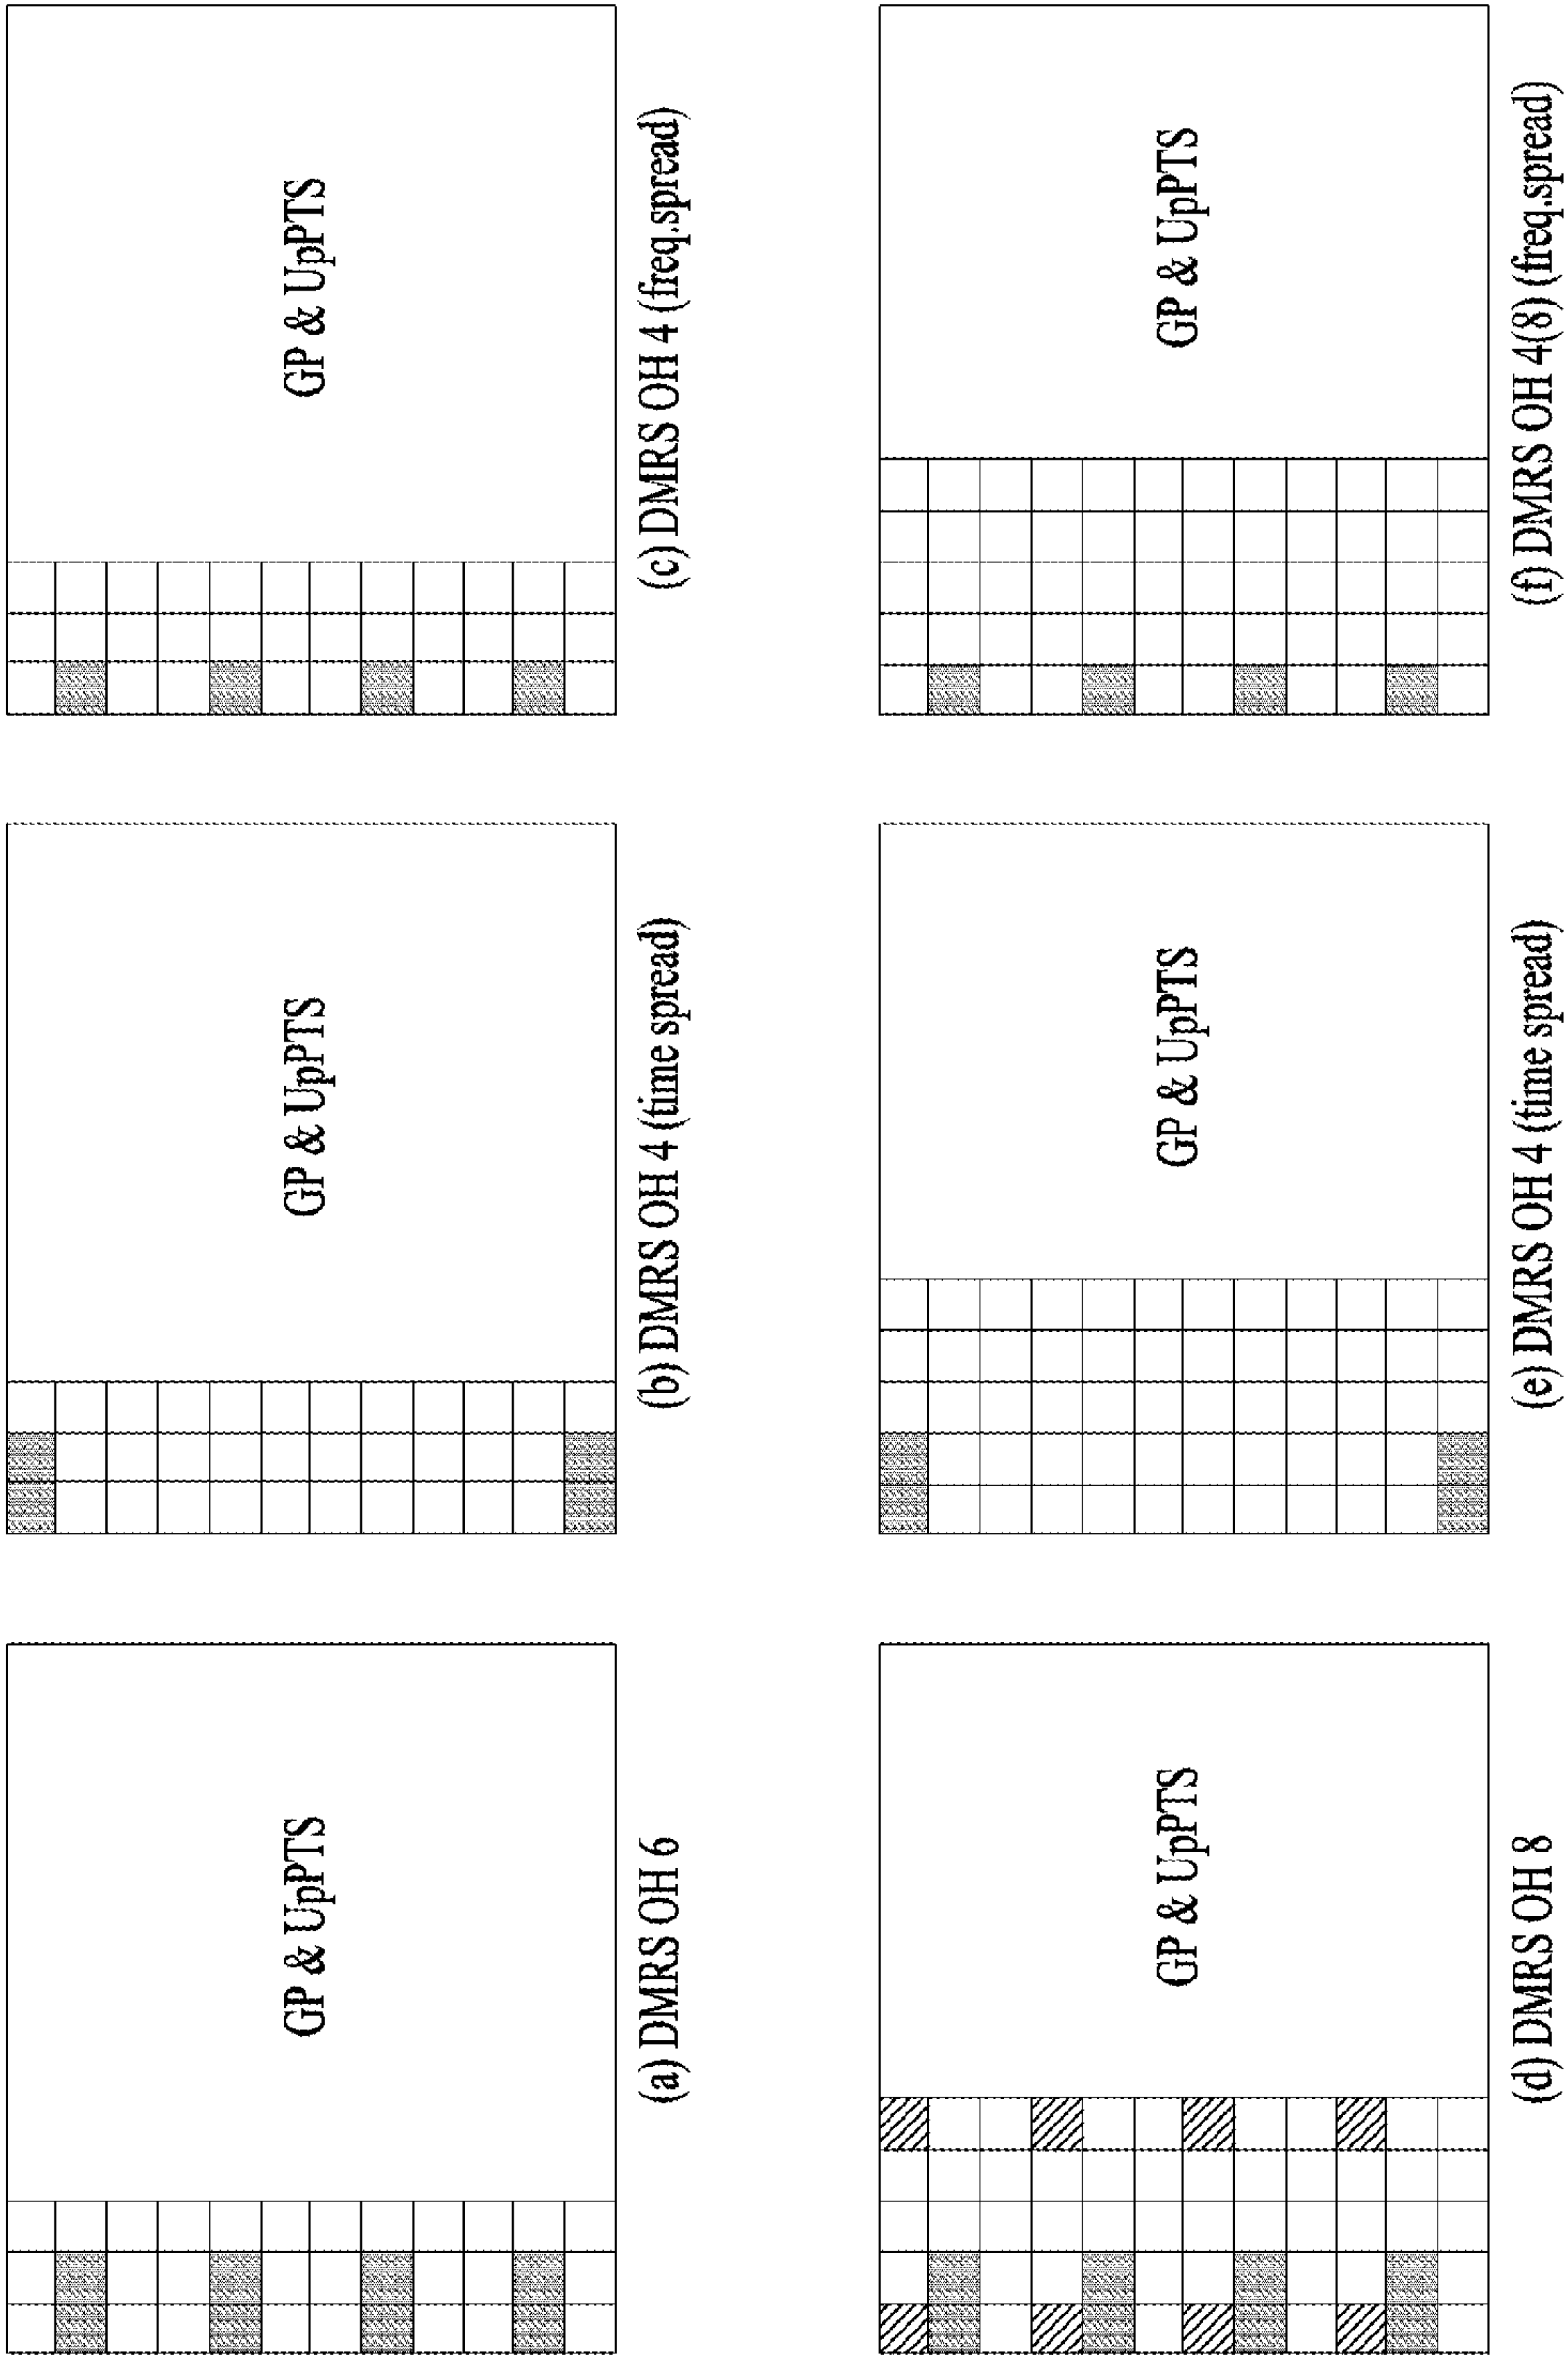 GP & UpPTS
(a) DMRS OH 6
GP & UpPTS
(b) DMRS OH 4 (time spread)
GP & UpPTS
(c) DMRS OH 4 (freq.spread)
GP & UpPTS
(d) DMRS OH 8
GP & UpPTS
(e) DMRS OH 4 (time spread)
GP & UpPTS
(f) DMRS OH 4(8) (freq.spread)